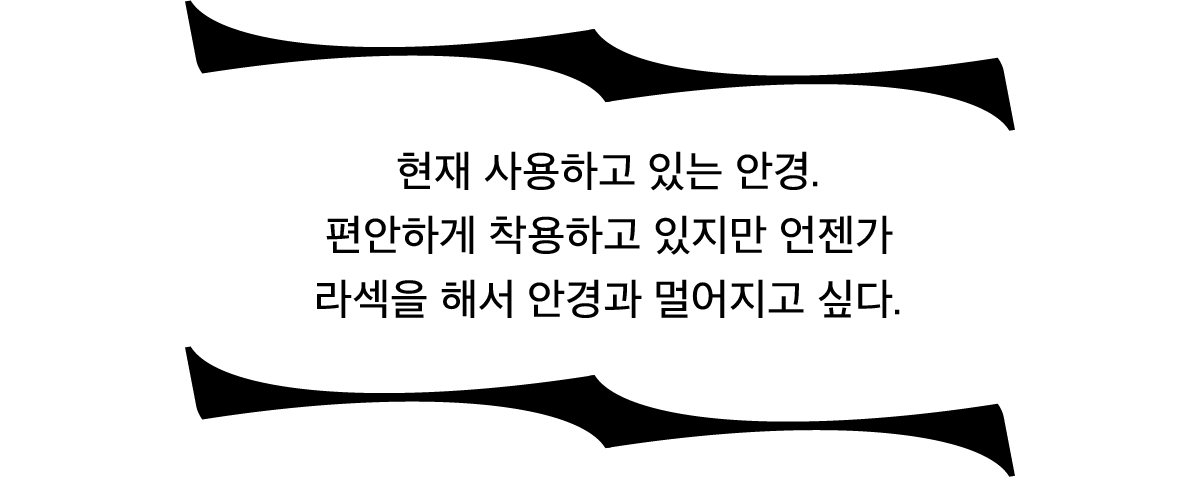 현재 사용하고 있는 안경.
편안하게 착용하고 있지만 언젠가
라섹을 해서 안경과 멀어지고 싶다.